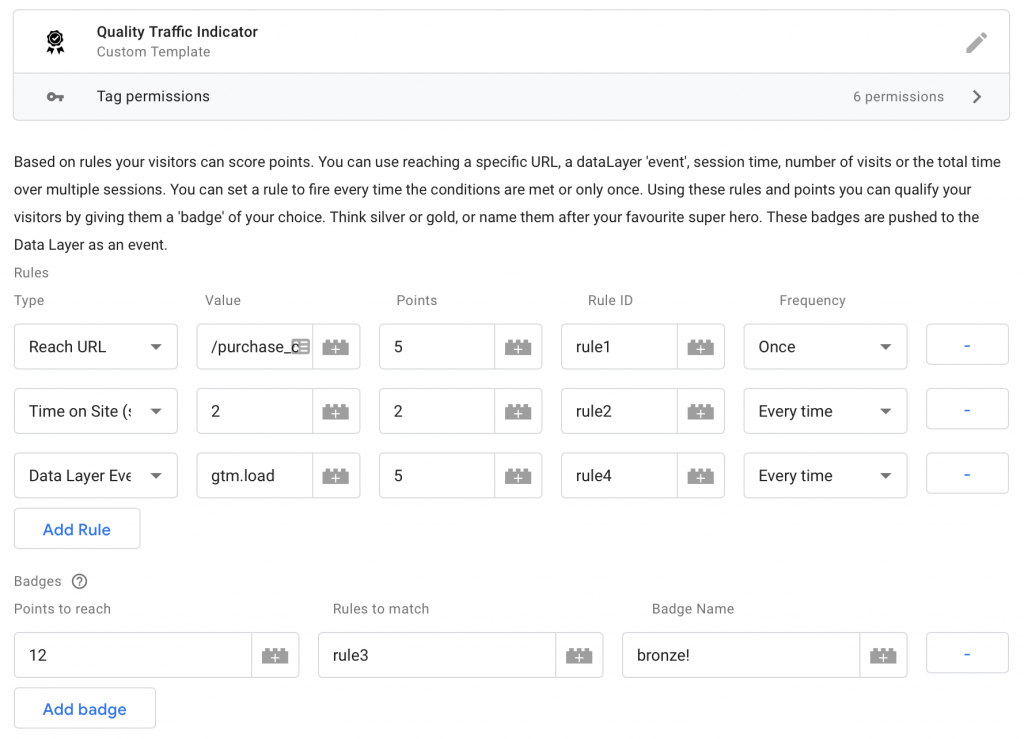 Quality Traffic Indicator
Custom Template
Tag permissions 6 permissions
Based on rules your visitors can score points. You can use reaching a specific URL, a dataLayer 'event', session time, number of visits or the total time
over multiple sessions. You can set a rule to fire every time the conditions are met or only once. Using these rules and points you can qualify your
visitors by giving them a 'badge' of your choice. Think silver or gold, or name them after your favourite super hero. These badges are pushed to the
Data Layer as an event.
Rules
Type Value Points Rule ID Frequency
Reach URL /purchase_c 5 rule1 Once -
Time on Site (s 2 2 rule2 Every time -
Data Layer Eve gtm.load 5 rule4 Every time -
Add Rule
Badges ?
Points to reach Rules to match Badge Name
12 rule3 bronze! -
Add badge